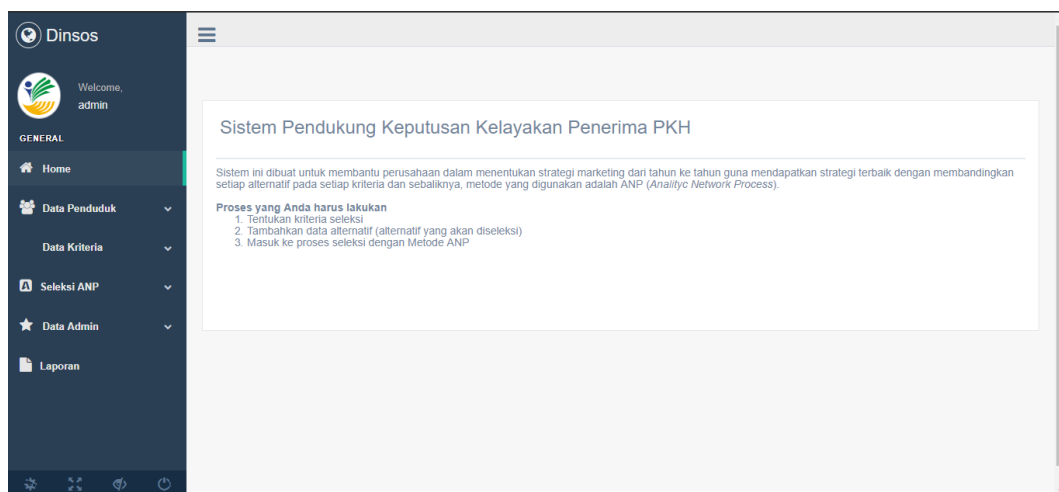 Dinsos
Welcome,
admin
GENERAL
Home
Data Penduduk
Data Kriteria
Seleksi ANP
Data Admin
Laporan
Sistem Pendukung Keputusan Kelayakan Penerima PKH
Sistem ini dibuat untuk membantu perusahaan dalam menentukan strategi marketing dari tahun ke tahun guna mendapatkan strategi terbaik dengan membandingkan
setiap alternatif pada setiap kriteria dan sebaliknya, metode yang digunakan adalah ANP (Analityc Network Process).
Proses yang Anda harus lakukan
1. Tentukan kriteria seleksi
2. Tambahkan data alternatif (alternatif yang akan diseleksi)
3. Masuk ke proses seleksi dengan Metode ANP